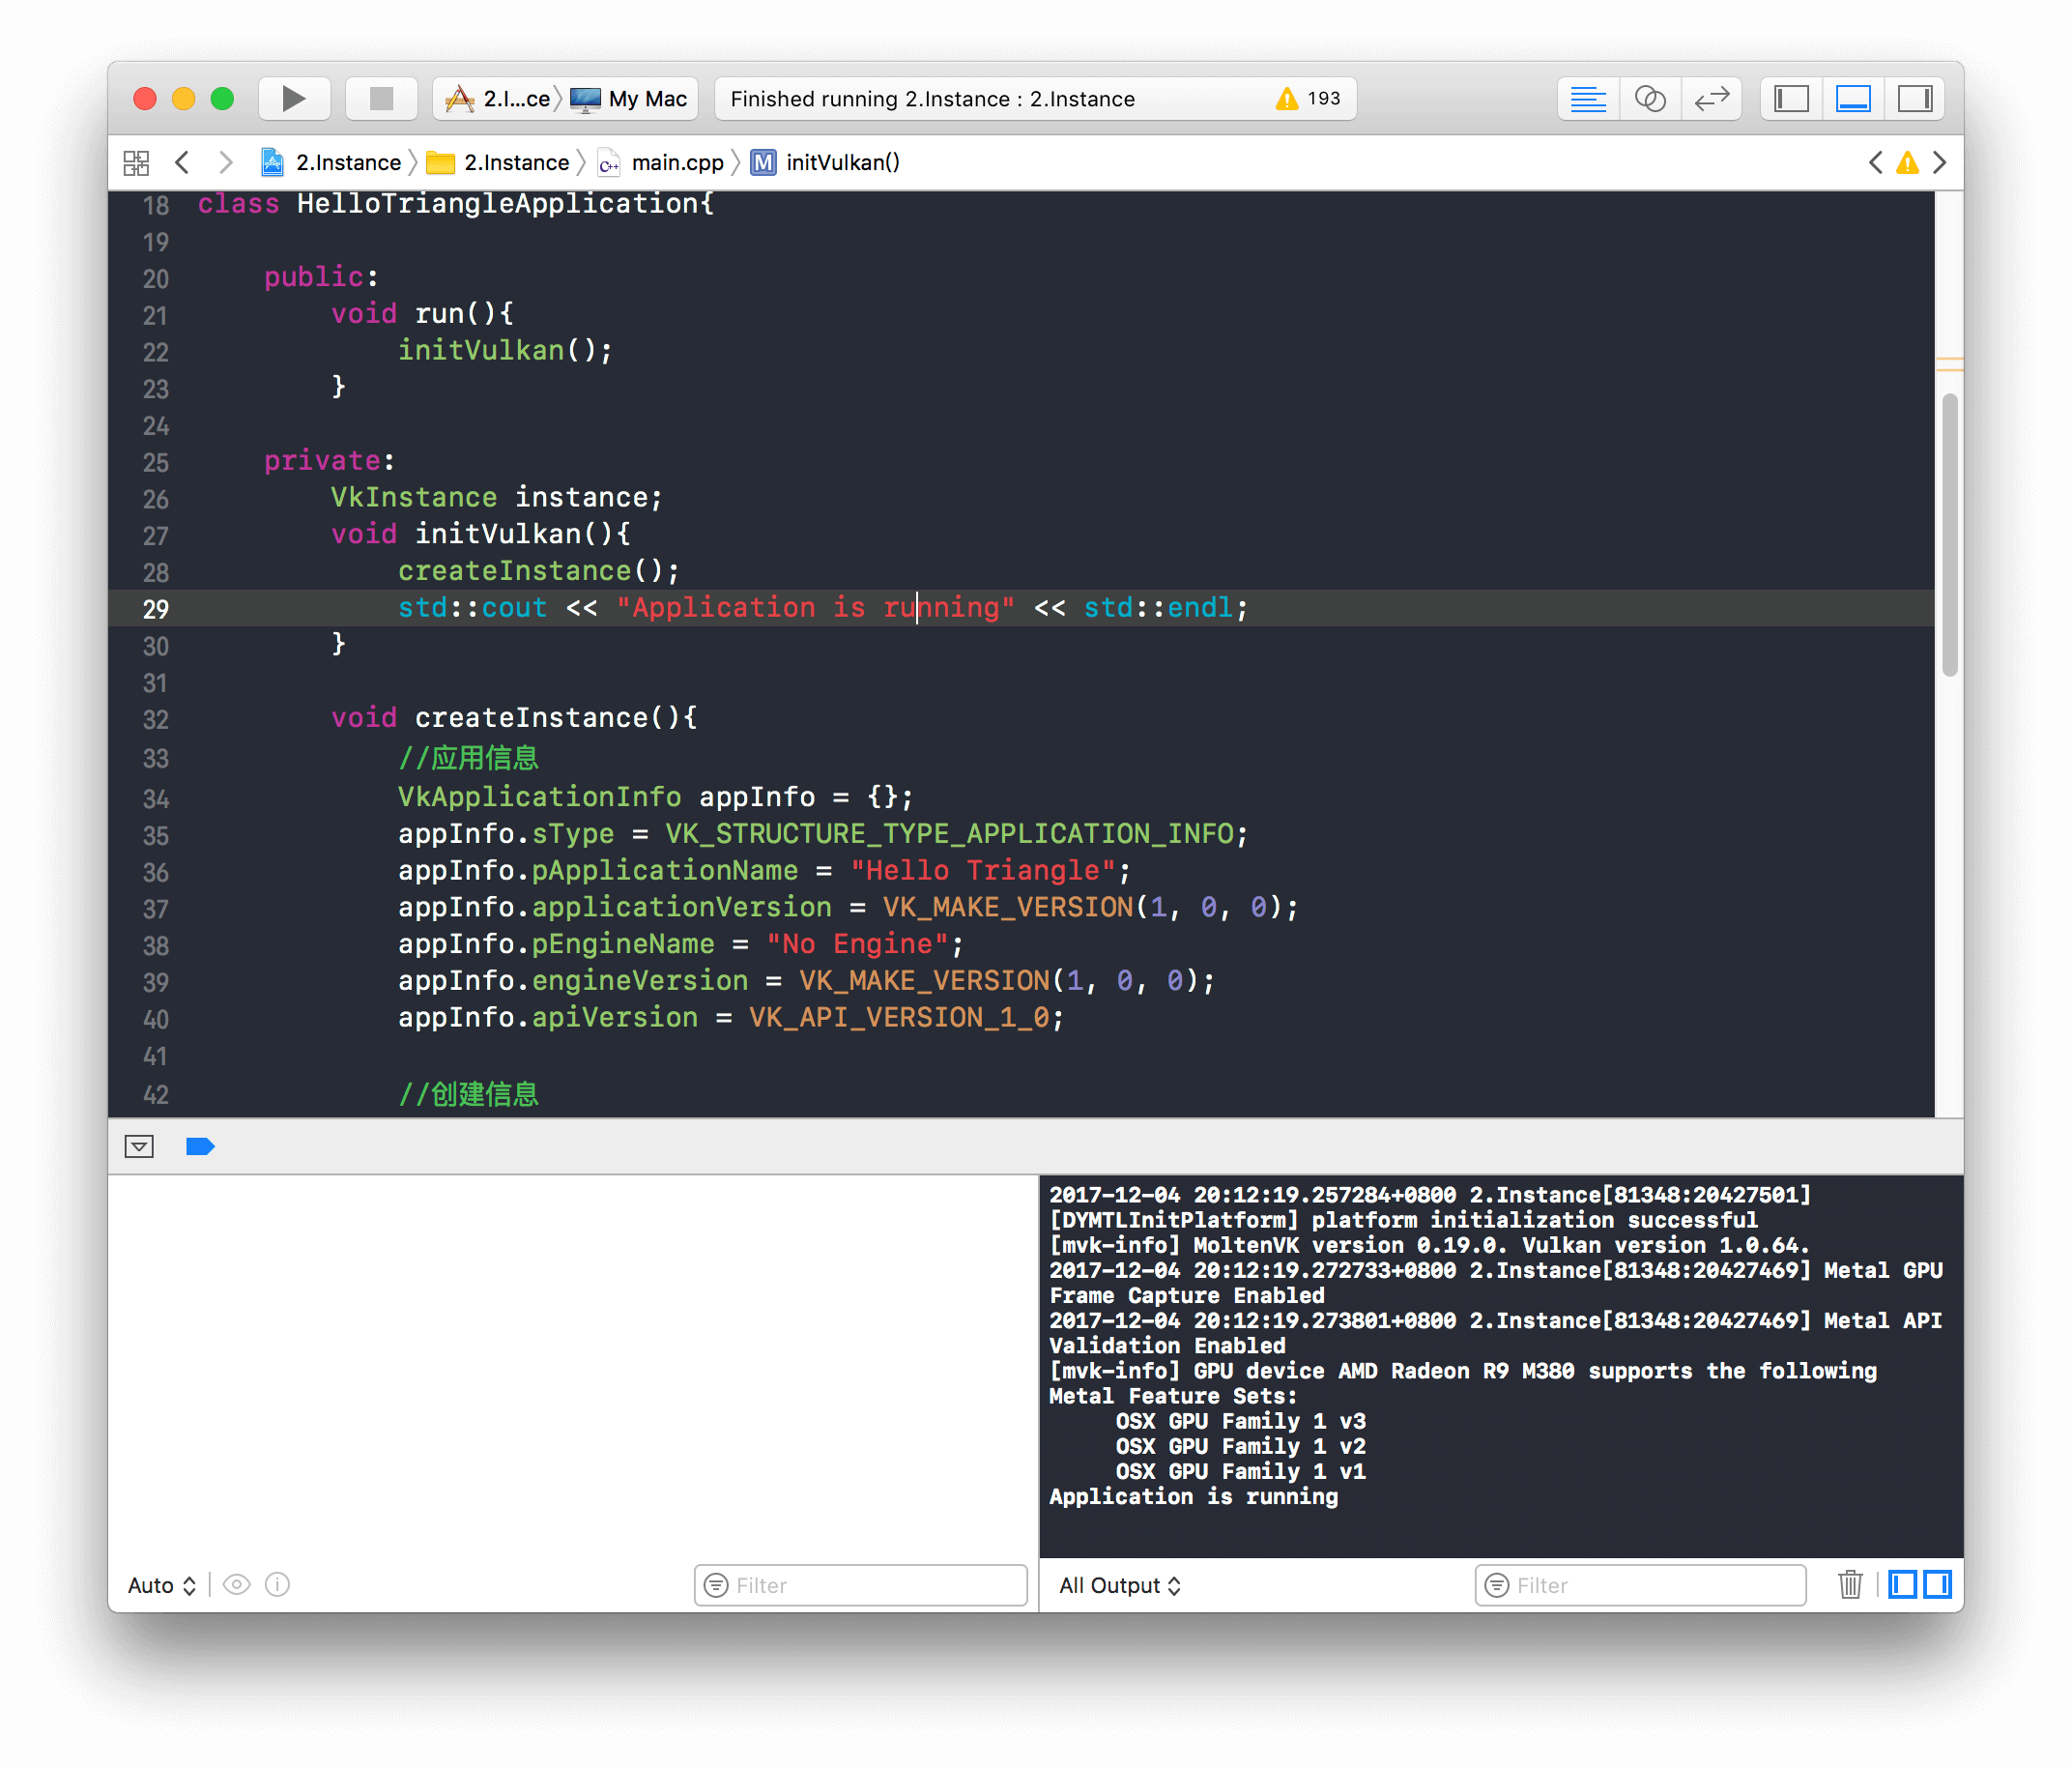 2.I...ce My Mac Finished running 2.Instance : 2.Instance 193
2.Instance 2.Instance main.cpp M initVulkan()
18 class HelloTriangleApplication{
19
20 public:
21 void run(){
22 initVulkan();
23 }
24
25 private:
26 VkInstance instance;
27 void initVulkan(){
28 createInstance();
29 std::cout << "Application is running" << std::endl;
30 }
31
32 void createInstance(){
33 //应用信息
34 VkApplicationInfo appInfo = {};
35 appInfo.sType = VK_STRUCTURE_TYPE_APPLICATION_INFO;
36 appInfo.pApplicationName = "Hello Triangle";
37 appInfo.applicationVersion = VK_MAKE_VERSION(1, 0, 0);
38 appInfo.pEngineName = "No Engine";
39 appInfo.engineVersion = VK_MAKE_VERSION(1, 0, 0);
40 appInfo.apiVersion = VK_API_VERSION_1_0;
41
42 //创建信息
2017-12-04 20:12:19.257284+0800 2.Instance[81348:20427501]
[DYMTLInitPlatform] platform initialization successful
[mvk-info] MoltenVK version 0.19.0. Vulkan version 1.0.64.
2017-12-04 20:12:19.272733+0800 2.Instance[81348:20427469] Metal GPU
Frame Capture Enabled
2017-12-04 20:12:19.273801+0800 2.Instance[81348:20427469] Metal API
Validation Enabled
[mvk-info] GPU device AMD Radeon R9 M380 supports the following
Metal Feature Sets:
OSX GPU Family 1 v3
OSX GPU Family 1 v2
OSX GPU Family 1 v1
Application is running
Auto Filter All Output Filter